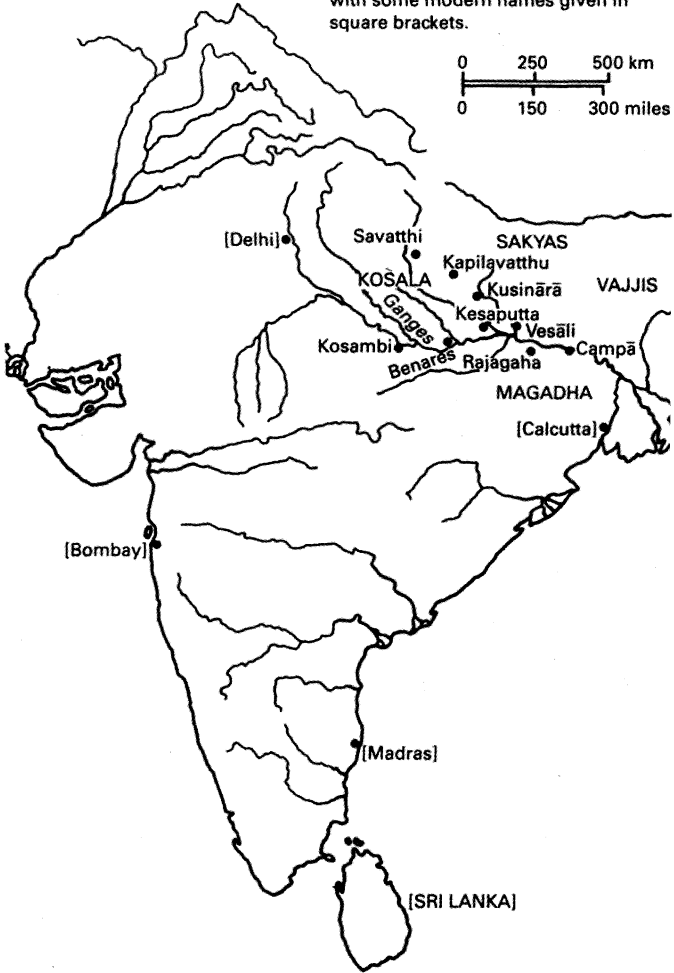 with some modern names given in
square brackets.
0 250 500 km
0 150 300 miles
[Delhi]
Savatthi
SAKYAS
Kapilavatthu
KOSALA
VAJJIS
Kusinārā
Ganges
Kesaputta
Vesāli
Kosambi
Benares
Rajagaha
Campā
MAGADHA
[Calcutta]
[Bombay]
[Madras]
[SRI LANKA]